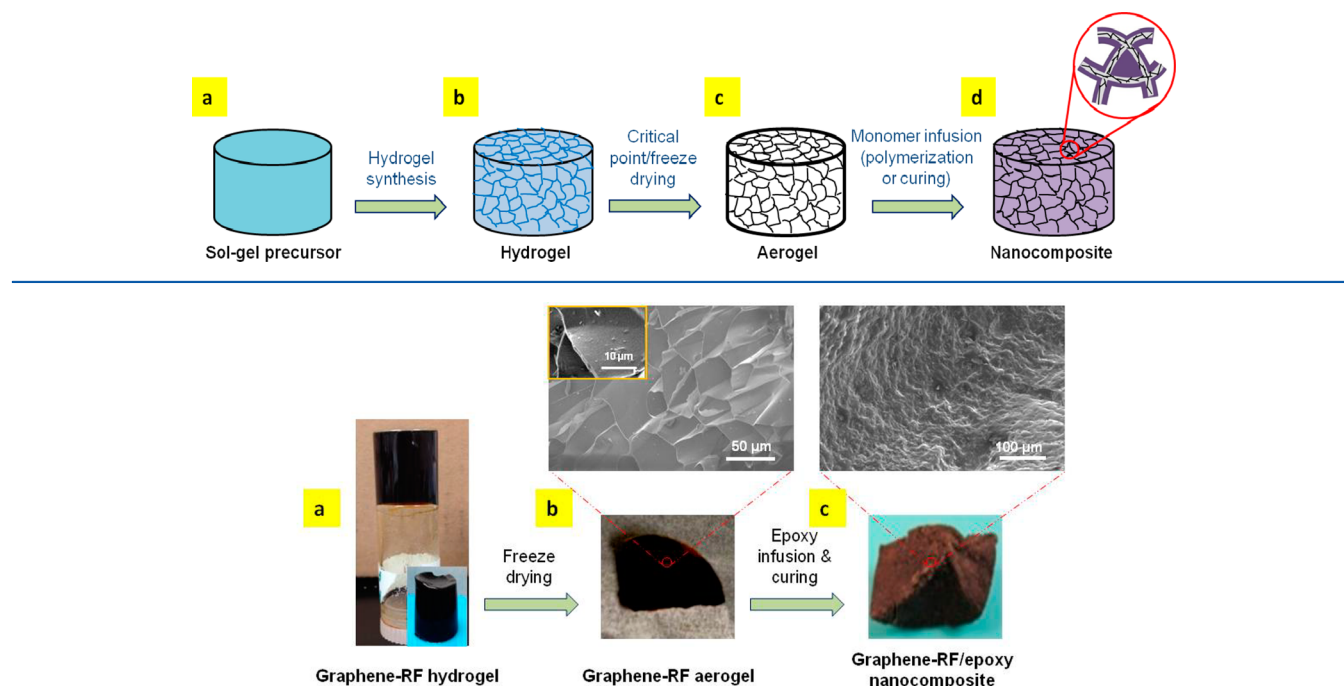 a
b
c
d
Hydrogel
synthesis
Critical
point/freeze
drying
Monomer infusion
(polymerization
or curing)
Sol-gel precursor
Hydrogel
Aerogel
Nanocomposite
10 µm
50 µm
100 µm
a
b
c
Freeze
drying
Epoxy
infusion &
curing
Graphene-RF hydrogel
Graphene-RF aerogel
Graphene-RF/epoxy
nanocomposite